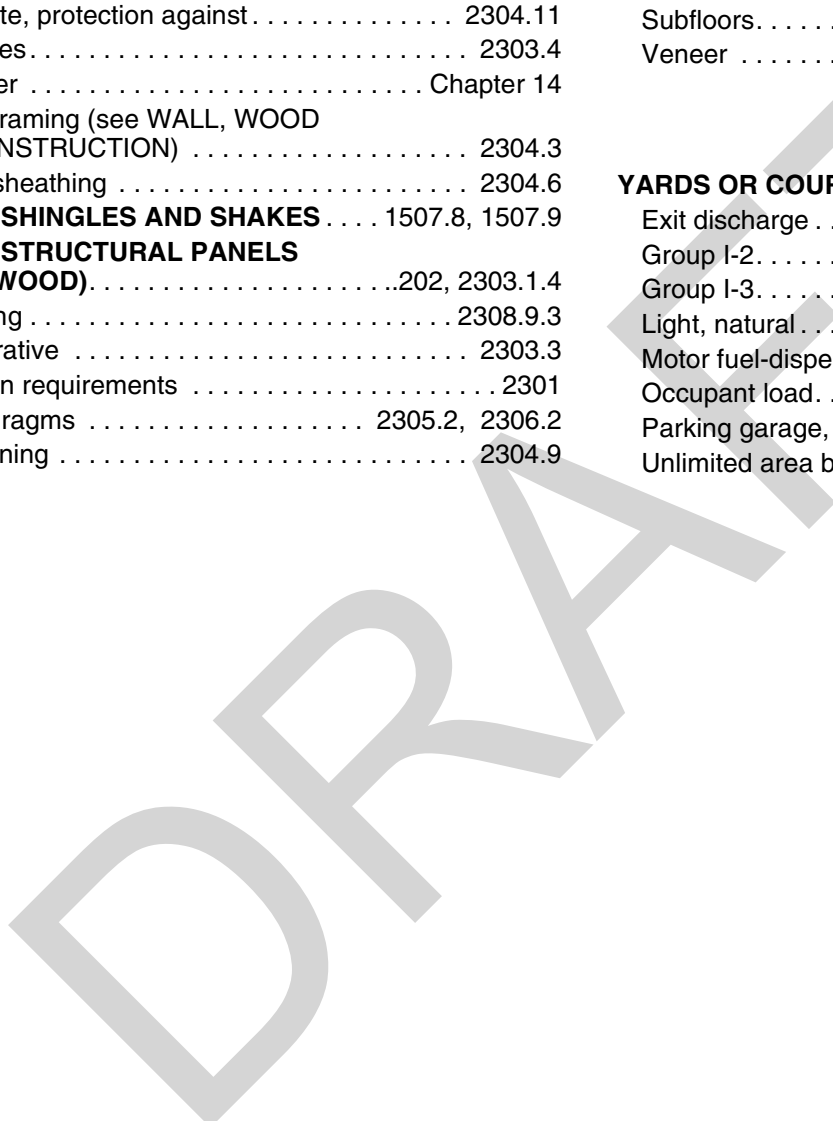 te, protection against . . . . . . . . . . . . . . . 2304.11
es. . . . . . . . . . . . . . . . . . . . . . . . . . . . . 2303.4
er . . . . . . . . . . . . . . . . . . . . . . . . . . . Chapter 14
raming (see WALL, WOOD
NSTRUCTION) . . . . . . . . . . . . . . . . . . . 2304.3
sheathing . . . . . . . . . . . . . . . . . . . . . . . . 2304.6
SHINGLES AND SHAKES . . . . 1507.8, 1507.9
STRUCTURAL PANELS
WOOD). . . . . . . . . . . . . . . . . . . . . ..202, 2303.1.4
ng . . . . . . . . . . . . . . . . . . . . . . . . . . . . 2308.9.3
rative . . . . . . . . . . . . . . . . . . . . . . . . . . . 2303.3
n requirements . . . . . . . . . . . . . . . . . . . . . 2301
ragms . . . . . . . . . . . . . . . . . . . 2305.2, 2306.2
ning . . . . . . . . . . . . . . . . . . . . . . . . . . . . 2304.9
Subfloors. . . . . .
Veneer . . . . . . .
YARDS OR COUR
Exit discharge . .
Group I-2. . . . . .
Group I-3. . . . . .
Light, natural . . .
Motor fuel-dispe
Occupant load. . .
Parking garage,
Unlimited area b
DRAF